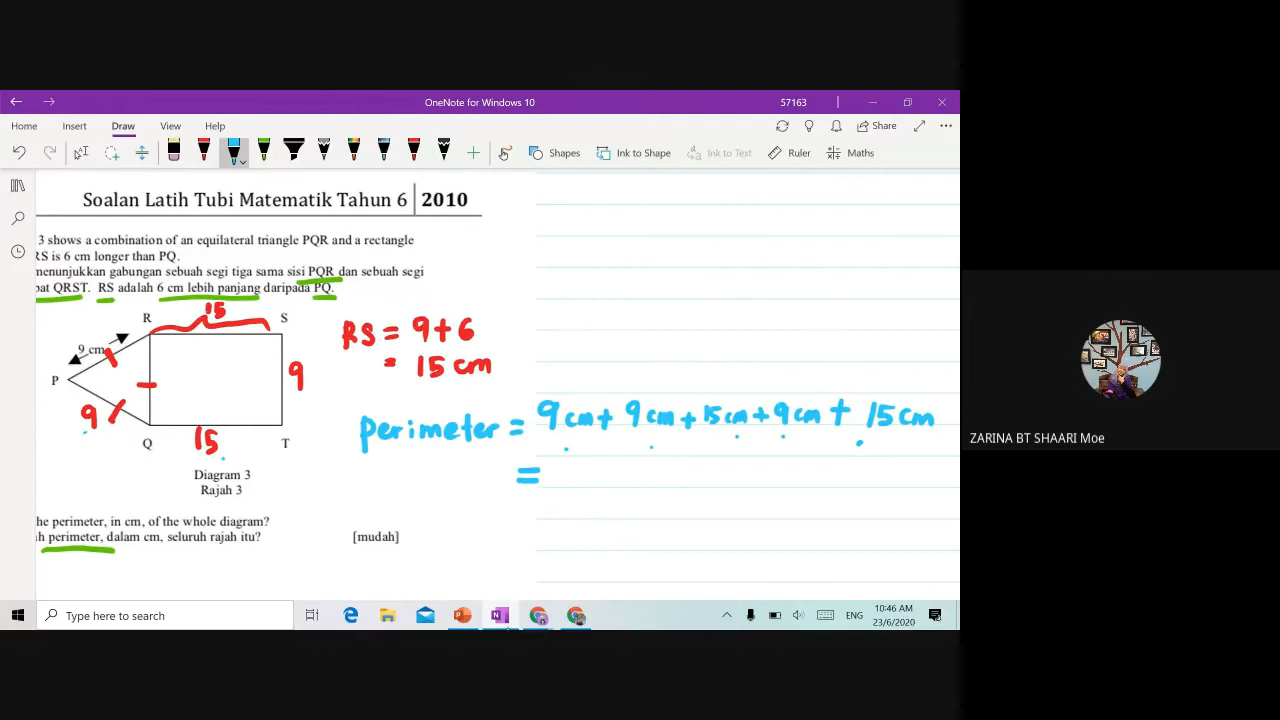 OneNote for Windows 10
57163
Home Insert Draw View Help
Share
Shapes Ink to Shape Ink to Text Ruler Maths
Soalan Latih Tubi Matematik Tahun 6 2010
3 shows a combination of an equilateral triangle PQR and a rectangle
RS is 6 cm longer than PQ.
menunjukkan gabungan sebuah segi tiga sama sisi PQR dan sebuah segi
pat QRST. RS adalah 6 cm lebih panjang daripada PQ.
15
R S
9 cm
P
9
9
15
Q T
RS = 9 + 6
= 15 cm
perimeter = 9 cm + 9 cm + 15 cm + 9 cm + 15 cm
=
Diagram 3
Rajah 3
he perimeter, in cm, of the whole diagram?
ah perimeter, dalam cm, seluruh rajah itu?
[mudah]
ZARINA BT SHAARI Moe
Type here to search
ENG
10:46 AM
23/6/2020